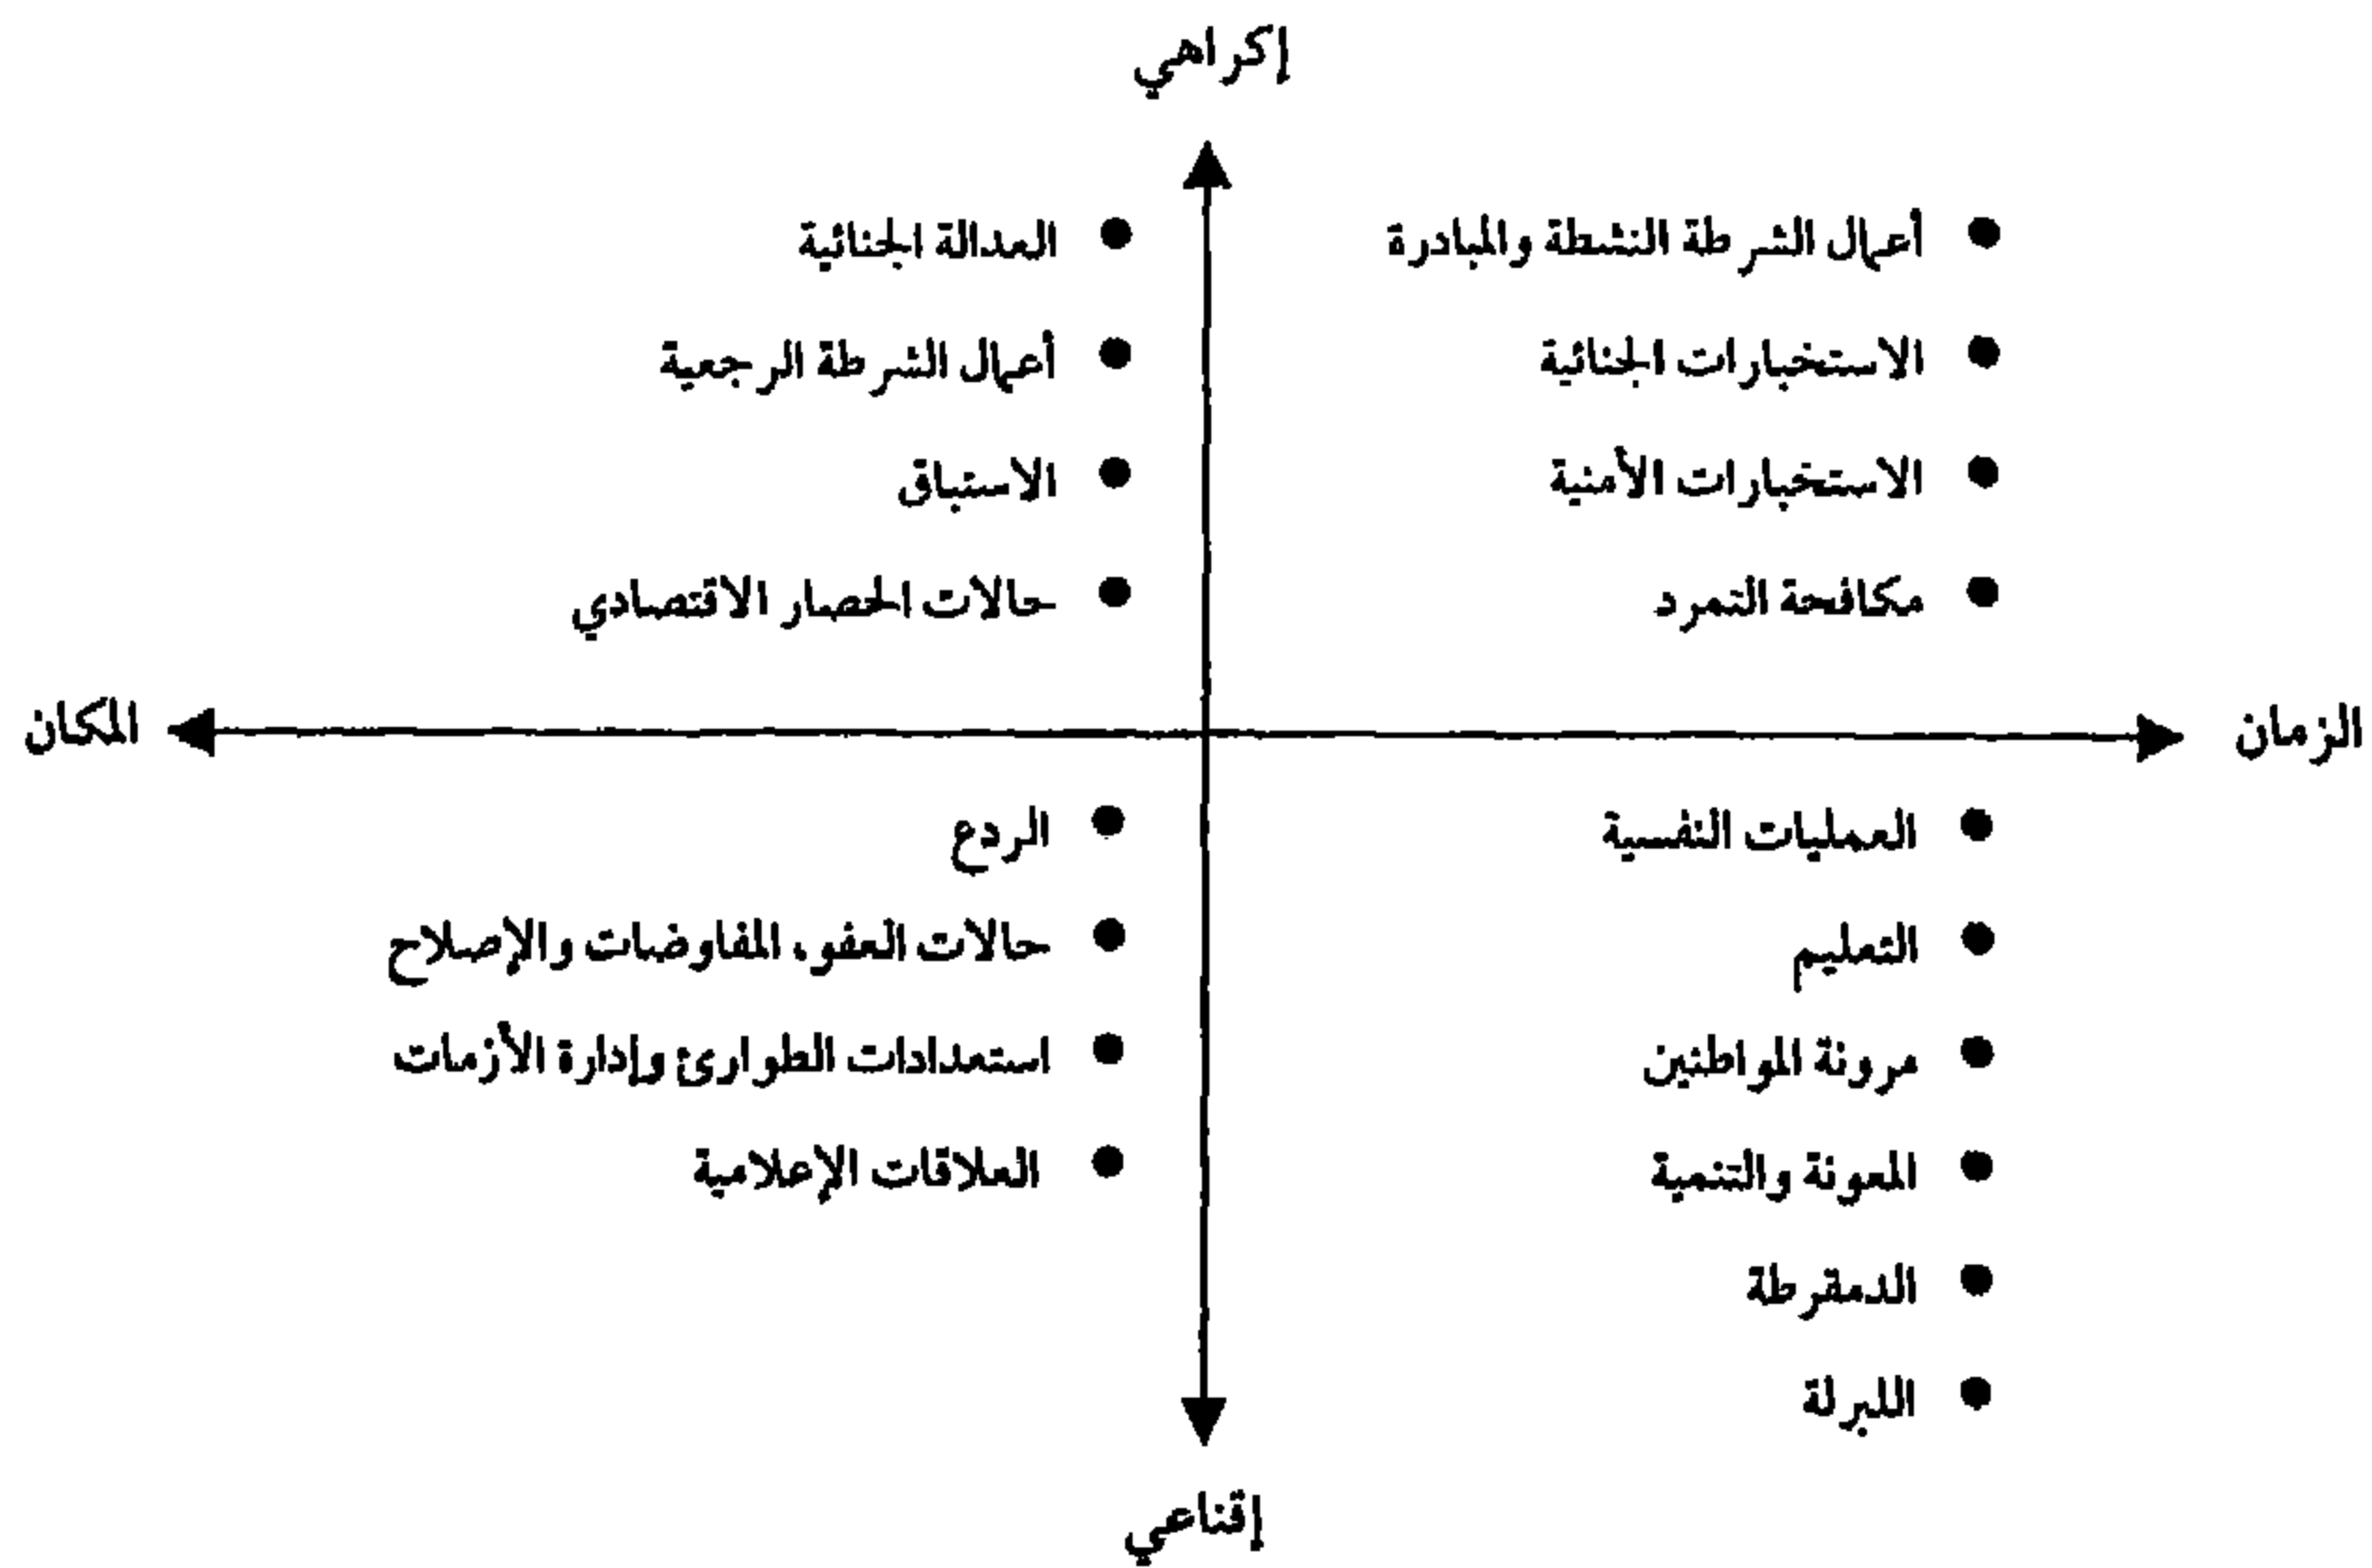 إكراهي
أعمال الشرطة النشطة والمبادرة
الاستخبارات الجنائية
الاستخبارات الأمنية
مكافحة التمرد
العدالة الجنائية
أعمال الشرطة الرجعية
الاستباق
حالات الحصار الاقتصادي
الزمان
المكان
العمليات النفسية
التعليم
مرونة المواطنين
المعونة والتنمية
الدمقرطة
اللبرلة
الردع
حالات العفو، المفاوضات والإصلاح
استعدادات الطوارئ وإدارة الأزمات
العلاقات الإعلامية
إقناعي